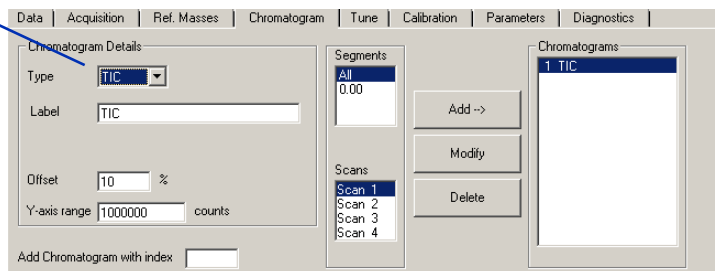 Data | Acquisition | Ref. Masses | Chromatogram | Tune | Calibration | Parameters | Diagnostics |
Chromatogram Details
Type TIC
Label TIC
Offset 10 %
Y-axis range 1000000 counts
Add Chromatogram with index
Segments
All
0.00
Scans
Scan 1
Scan 2
Scan 3
Scan 4
Add -->
Modify
Delete
Chromatograms
1 TIC